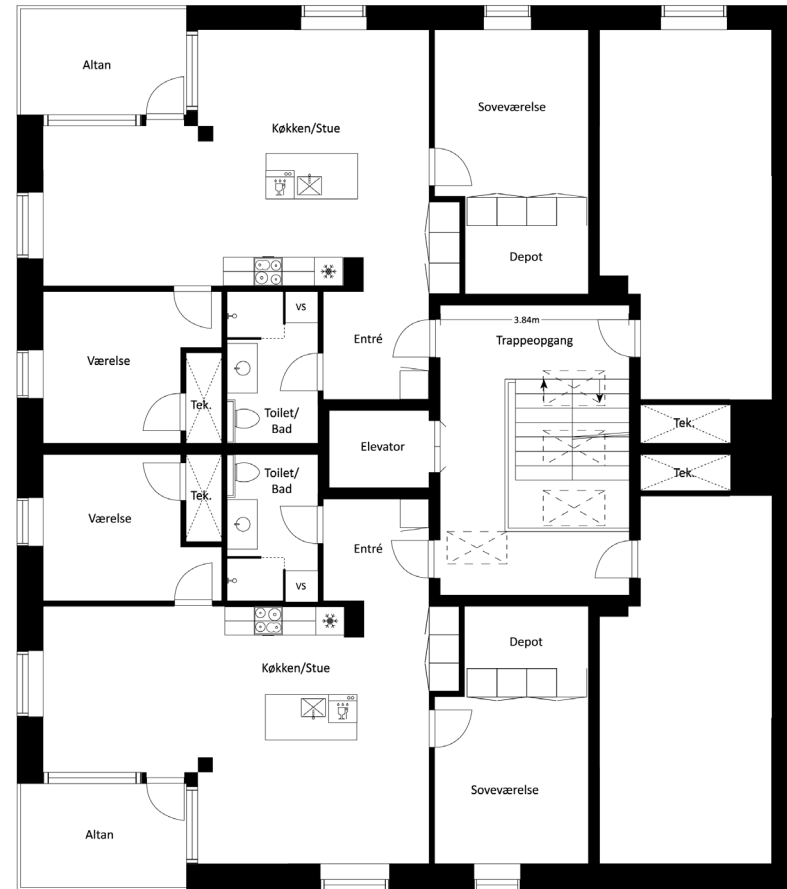 Altan
Køkken/Stue
Soveværelse
Depot
VS
3.84m
Trappeopgang
Entré
Værelse
Tek.
Toilet/
Bad
Tek.
Elevator
Tek.
Tek.
Toilet/
Bad
Værelse
Entré
VS
Depot
Køkken/Stue
Soveværelse
Altan